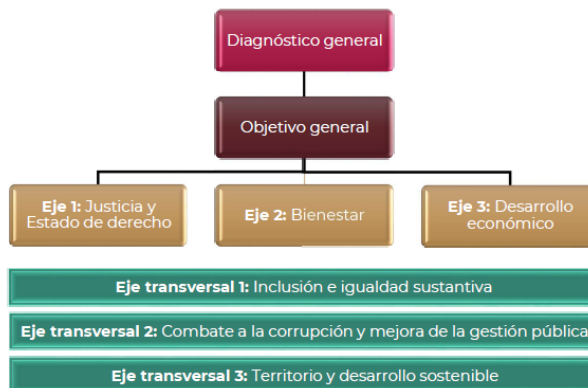 Diagnóstico general
Objetivo general
Eje 1: Justicia y
Estado de derecho
Eje 2: Bienestar
Eje 3: Desarrollo
económico
Eje transversal 1: Inclusión e igualdad sustantiva
Eje transversal 2: Combate a la corrupción y mejora de la gestión pública
Eje transversal 3: Territorio y desarrollo sostenible